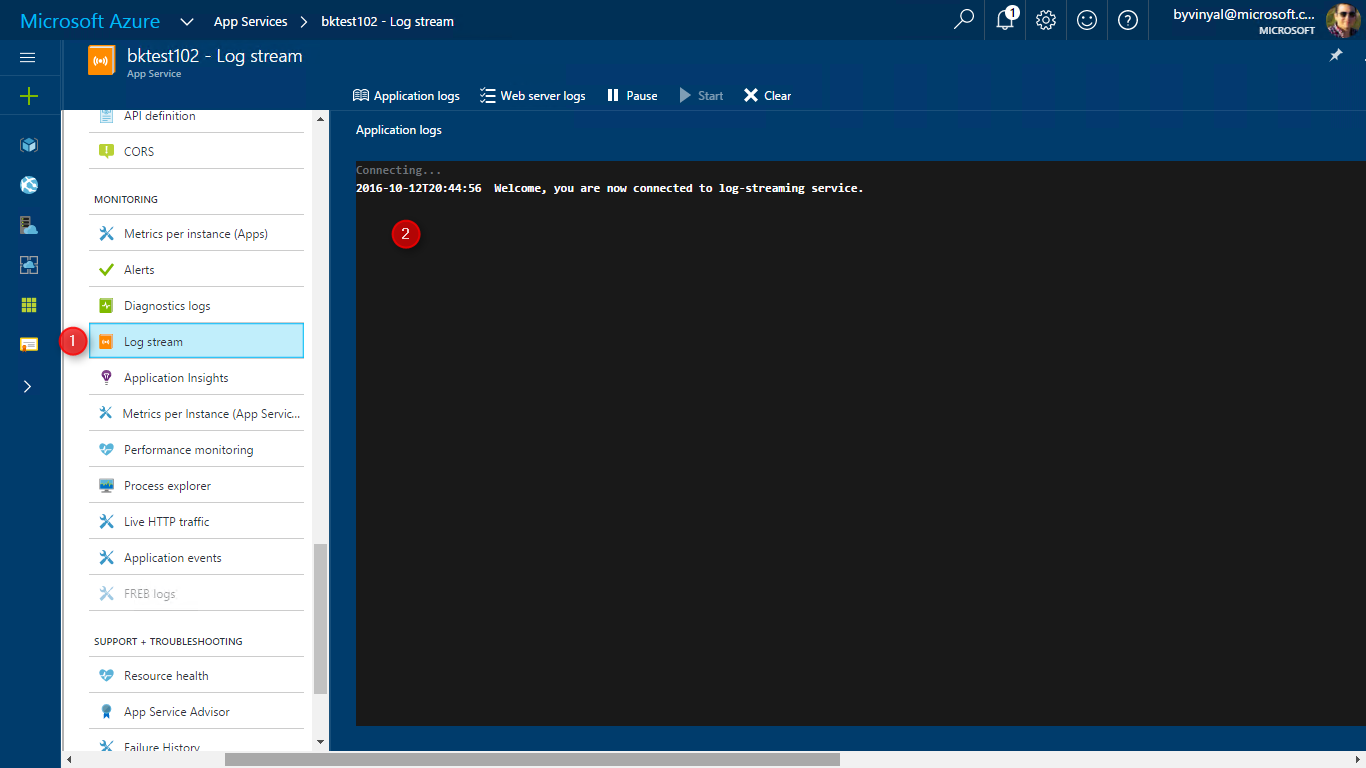 Microsoft Azure
App Services
bktest102 - Log stream
1
byvinyal@microsoft.c...
MICROSOFT
bktest102 - Log stream
App Service
Application logs
Web server logs
Pause
Start
Clear
API definition
CORS
MONITORING
Metrics per instance (Apps)
Alerts
Diagnostics logs
1
Log stream
Application Insights
Metrics per Instance (App Servic...
Performance monitoring
Process explorer
Live HTTP traffic
Application events
FREB logs
SUPPORT + TROUBLESHOOTING
Resource health
App Service Advisor
Failure History
Application logs
Connecting...
2016-10-12T20:44:56 Welcome, you are now connected to log-streaming service.
2